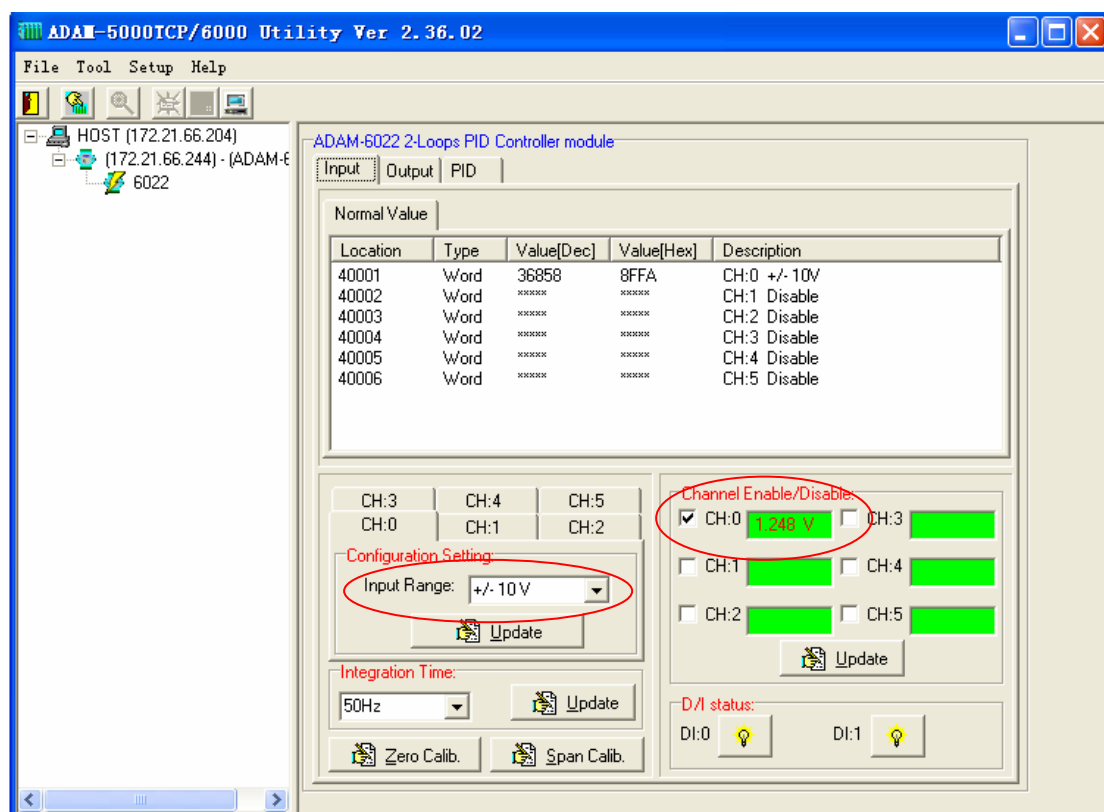 ADAM-5000TCP/6000 Utility Ver 2.36.02
File Tool Setup Help
HOST (172.21.66.204)
(172.21.66.244) - (ADAM-6
6022
ADAM-6022 2-Loops PID Controller module
Input Output PID
Normal Value
Location Type Value[Dec] Value[Hex] Description
40001 Word 36858 8FFA CH:0 +/- 10V
40002 Word ***** ***** CH:1 Disable
40003 Word ***** ***** CH:2 Disable
40004 Word ***** ***** CH:3 Disable
40005 Word ***** ***** CH:4 Disable
40006 Word ***** ***** CH:5 Disable
CH:3 CH:4 CH:5
CH:0 CH:1 CH:2
Configuration Setting:
Input Range: +/- 10 V
Update
Integration Time:
50Hz Update
Zero Calib. Span Calib.
Channel Enable/Disable:
CH:0 1.248 V CH:3
CH:1 CH:4
CH:2 CH:5
Update
D/I status:
DI:0 DI:1